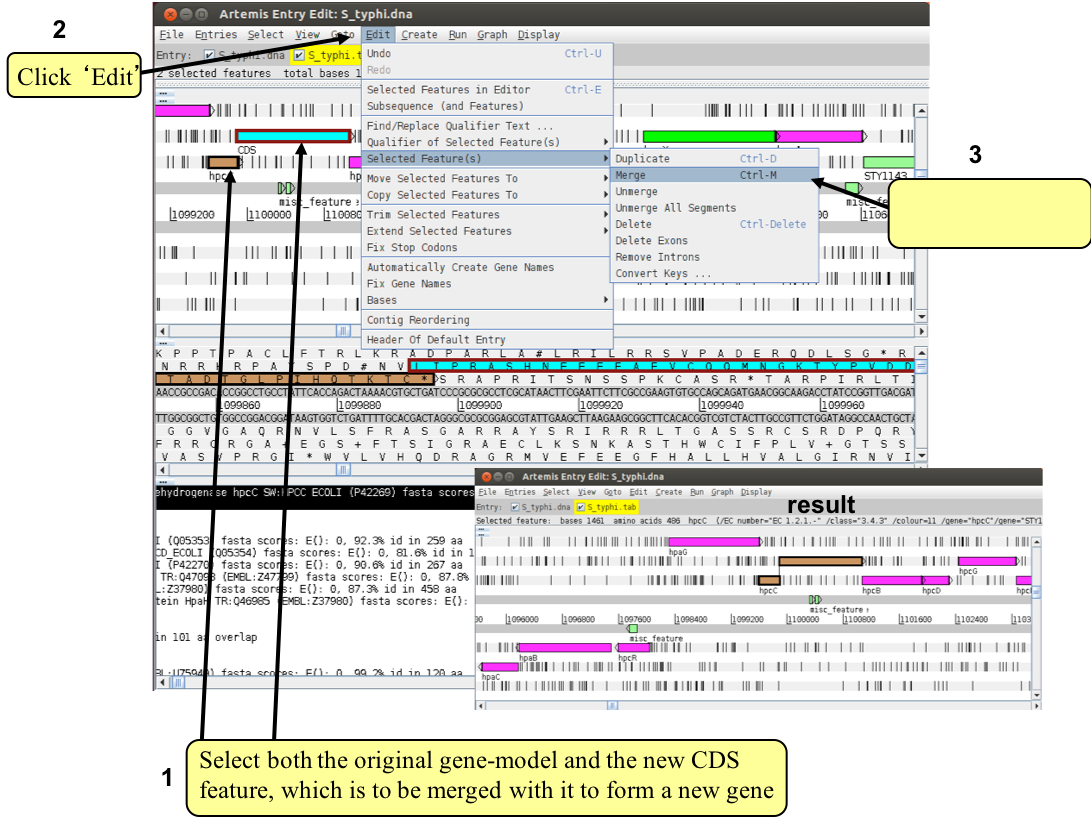 2
Click ‘Edit’
Artemis Entry Edit: S_typhi.dna
File Entries Select View Goto Edit Create Run Graph Display
Entry: S_typhi.dna S_typhi.t
2 selected features total bases 1
Undo Ctrl-U
Redo
Selected Features in Editor Ctrl-E
Subsequence (and Features)
Find/Replace Qualifier Text ...
Qualifier of Selected Feature(s)
Selected Feature(s)
Move Selected Features To
Copy Selected Features To
Trim Selected Features
Extend Selected Features
Fix Stop Codons
Automatically Create Gene Names
Fix Gene Names
Bases
Contig Reordering
Header Of Default Entry
Duplicate Ctrl-D
Merge Ctrl-M
Unmerge
Unmerge All Segments
Delete Ctrl-Delete
Delete Exons
Remove Introns
Convert Keys ...
3
CDS
hpc
hp
STY1143
misc_feature
misc_fe
1099200 1100000 110080
00 1106
K P P T P A C L F T R L K R A D P A R L A # L R I L R R S V P A D E R Q D L S G * R
N R R H R P A Y S P D # N V L T P R A S H N E E E E A E V C Q Q M N G K T Y P V D D
T A D T G L P I H Q T K T C * S R A P R I T S N S S P K C A S R * T A R P I R L T I
1099860 1099880 1099900 1099920 1099940 1099960
G G V G A Q R N V L S F R A S G A R R A Y S R I R R R L T G A S S R C S R D P Q R Y
F R R C R G A + E G S + F T S I G R A E C L K S N K A S T H W C I F P L V + G T S S
V A S V P R G I * W V L V H Q D R A G R M V E F E E G F H A L L H V A L G I R N V I
ehydrogenase hpcC SW:HPCC ECOLI (P42269) fasta scores
I (Q05353) fasta scores: E(): 0, 92.3% id in 259 aa
CD_ECOLI (Q05354) fasta scores: E(): 0, 81.6% id in 1
I (P42270) fasta scores: E(): 0, 90.6% id in 267 aa
TR:Q47098 (EMBL:Z47799) fasta scores: E(): 0, 87.8%
L:Z37980) fasta scores: E(): 0, 87.3% id in 458 aa
tein HpaH TR:Q46985 (EMBL:Z37980) fasta scores: E():
in 101 aa overlap
BL:U75949) fasta scores: E(): 0, 99.2% id in 120 aa
Artemis Entry Edit: S_typhi.dna
File Entries Select View Goto Edit Create Run Graph Display
result
Entry: S_typhi.dna S_typhi.tab
Selected feature: bases 1461 amino acids 486 hpcC (/EC number="EC 1.2.1.-" /class="3.4.3" /colour=11 /gene="hpcC"/gene="STY1
hpaG
hpcG
hpcC hpcB hpcD
misc_feature
00 1096000 1096800 1097600 1098400 1099200 1100000 1100800 1101600 1102400 1103
misc_feature
hpaB hpcR
hpaC
1
Select both the original gene-model and the new CDS
feature, which is to be merged with it to form a new gene